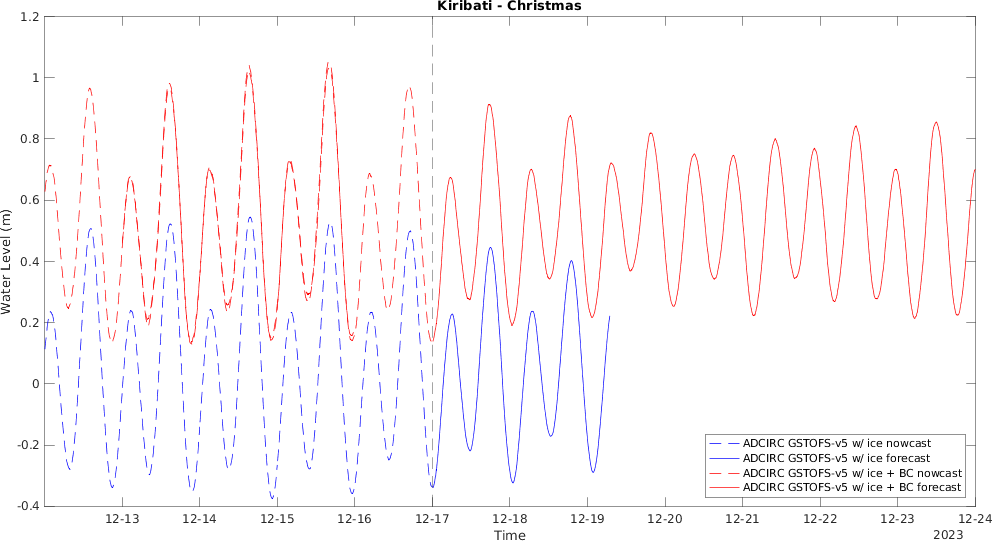 Kiribati - Christmas
1.2
1
0.8
0.6
0.4
0.2
0
-0.2
-0.4
Water Level (m)
12-13 12-14 12-15 12-16 12-17 12-18 12-19 12-20 12-21 12-22 12-23 12-24
Time
2023
ADCIRC GSTOFS-v5 w/ ice nowcast
ADCIRC GSTOFS-v5 w/ ice forecast
ADCIRC GSTOFS-v5 w/ ice + BC nowcast
ADCIRC GSTOFS-v5 w/ ice + BC forecast